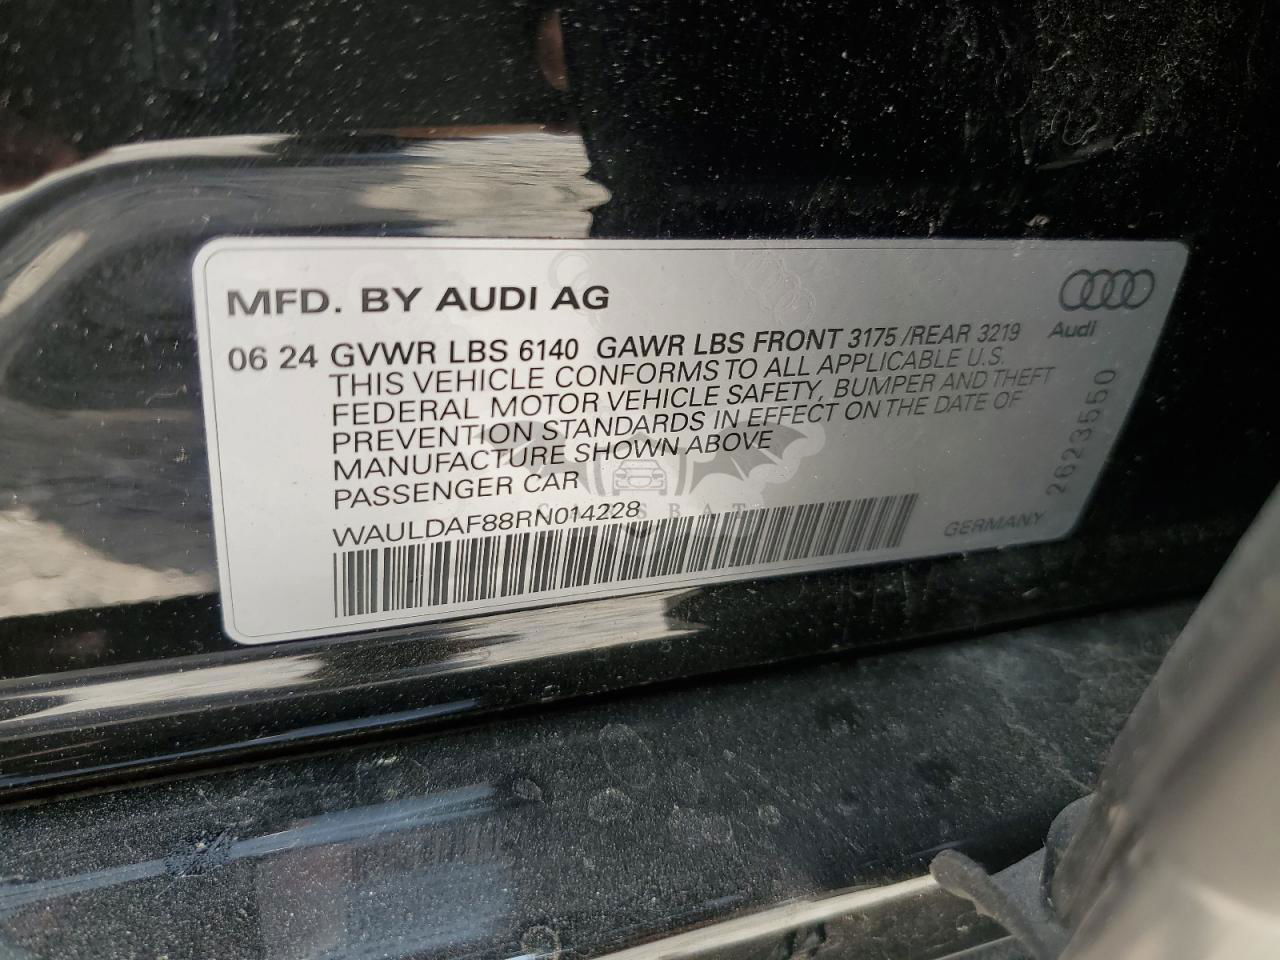 MFD. BY AUDI AG
Audi
06 24 GVWR LBS 6140 GAWR LBS FRONT 3175 /REAR 3219
THIS VEHICLE CONFORMS TO ALL APPLICABLE U.S.
FEDERAL MOTOR VEHICLE SAFETY, BUMPER AND THEFT
PREVENTION STANDARDS IN EFFECT ON THE DATE OF
MANUFACTURE SHOWN ABOVE
PASSENGER CAR
WAULDAF88RN014228
GERMANY
2623550